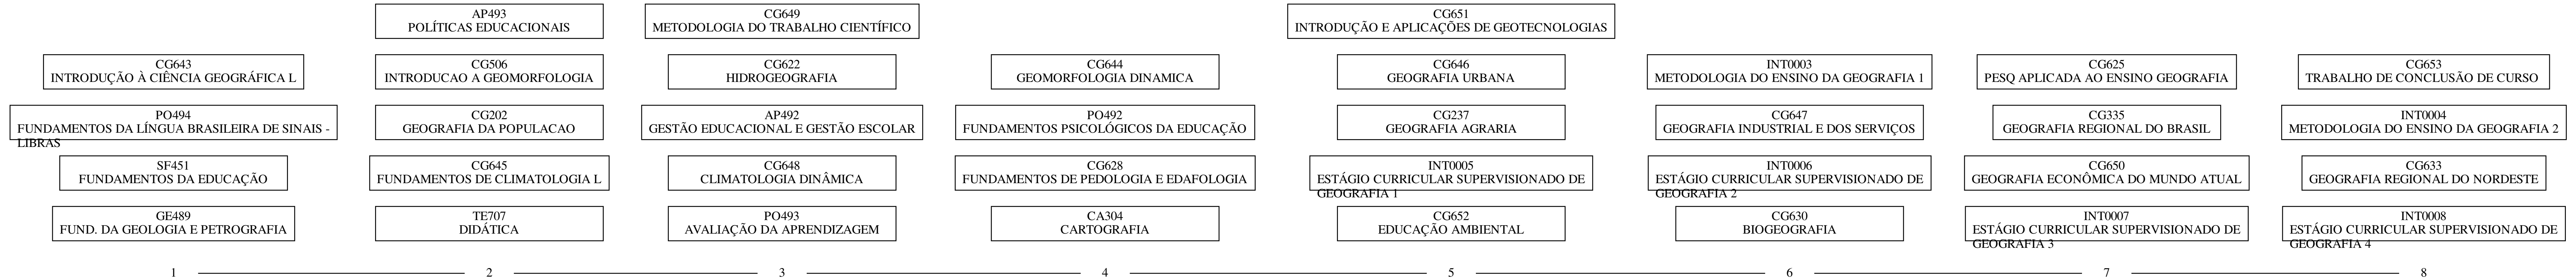 AP493
POLÍTICAS EDUCACIONAIS
CG649
METODOLOGIA DO TRABALHO CIENTÍFICO
CG651
INTRODUÇÃO E APLICAÇÕES DE GEOTECNOLOGIAS
CG643
INTRODUÇÃO À CIÊNCIA GEOGRÁFICA L
CG506
INTRODUCAO A GEOMORFOLOGIA
CG622
HIDROGEOGRAFIA
CG644
GEOMORFOLOGIA DINAMICA
CG646
GEOGRAFIA URBANA
INT0003
METODOLOGIA DO ENSINO DA GEOGRAFIA 1
CG625
PESQ APLICADA AO ENSINO GEOGRAFIA
CG653
TRABALHO DE CONCLUSÃO DE CURSO
PO494
FUNDAMENTOS DA LÍNGUA BRASILEIRA DE SINAIS -
LIBRAS
CG202
GEOGRAFIA DA POPULACAO
AP492
GESTÃO EDUCACIONAL E GESTÃO ESCOLAR
PO492
FUNDAMENTOS PSICOLÓGICOS DA EDUCAÇÃO
CG237
GEOGRAFIA AGRARIA
CG647
GEOGRAFIA INDUSTRIAL E DOS SERVIÇOS
CG335
GEOGRAFIA REGIONAL DO BRASIL
INT0004
METODOLOGIA DO ENSINO DA GEOGRAFIA 2
SF451
FUNDAMENTOS DA EDUCAÇÃO
CG645
FUNDAMENTOS DE CLIMATOLOGIA L
CG648
CLIMATOLOGIA DINÂMICA
CG628
FUNDAMENTOS DE PEDOLOGIA E EDAFOLOGIA
INT0005
ESTÁGIO CURRICULAR SUPERVISIONADO DE
GEOGRAFIA 1
INT0006
ESTÁGIO CURRICULAR SUPERVISIONADO DE
GEOGRAFIA 2
CG650
GEOGRAFIA ECONÔMICA DO MUNDO ATUAL
CG633
GEOGRAFIA REGIONAL DO NORDESTE
GE489
FUND. DA GEOLOGIA E PETROGRAFIA
TE707
DIDÁTICA
PO493
AVALIAÇÃO DA APRENDIZAGEM
CA304
CARTOGRAFIA
CG652
EDUCAÇÃO AMBIENTAL
CG630
BIOGEOGRAFIA
INT0007
ESTÁGIO CURRICULAR SUPERVISIONADO DE
GEOGRAFIA 3
INT0008
ESTÁGIO CURRICULAR SUPERVISIONADO DE
GEOGRAFIA 4
1 2 3 4 5 6 7 8